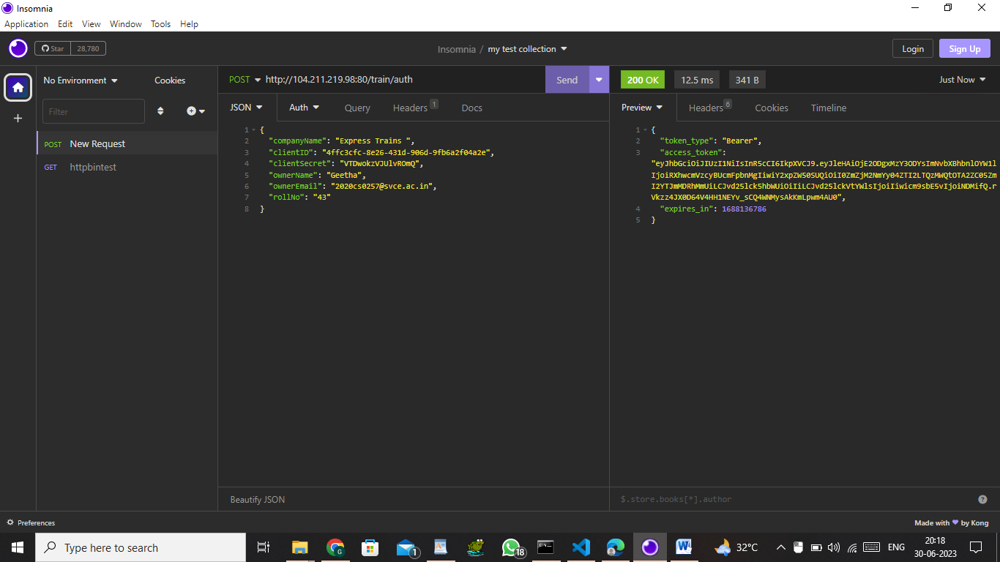 Insomnia
Application Edit View Window Tools Help
Star 28,780
Insomnia / my test collection
Login Sign Up
No Environment Cookies
POST http://104.211.219.98:80/train/auth Send
200 OK 12.5 ms 341 B Just Now
Filter
JSON Auth Query Headers 1 Docs
Preview Headers 6 Cookies Timeline
POST New Request
GET httpbintest
1 {
2 "companyName": "Express Trains ",
3 "clientID": "4ffc3cfc-8e26-431d-906d-9fb6a2f04a2e",
4 "clientSecret": "VTDwokzVJUlvROmQ",
5 "ownerName": "Geetha",
6 "ownerEmail": "2020cs0257@svce.ac.in",
7 "rollNo": "43"
8 }
1 {
2 "token_type": "Bearer",
3 "access_token":
"eyJhbGciOiJIUzI1NiIsInR5cCI6IkpXVCJ9.eyJleHAiOjE2ODgxMzY3ODYsImNvbXBhbnlOYW1l
IjoiRXhwcmVzcyBUcmFpbnMgIiwiY2xpZW50SUQiOiI0ZmZjM2NmYy04ZTI2LTQzMWQtOTA2ZC05Zm
I2YTJmMDRhMmUiLCJvd25lck5hbWUiOiIiLCJvd25lckVtYWlsIjoiIiwicm9sbE5vIjoiNDMifQ.r
Vkzz4JX0D64V4HH1NEYv_sCQ4WNMysAkKmLpwm4AU0",
4 "expires_in": 1688136786
5 }
Beautify JSON
$.store.books[*].author
Preferences
Made with by Kong
Type here to search
1
18
32°C
ENG
20:18
30-06-2023